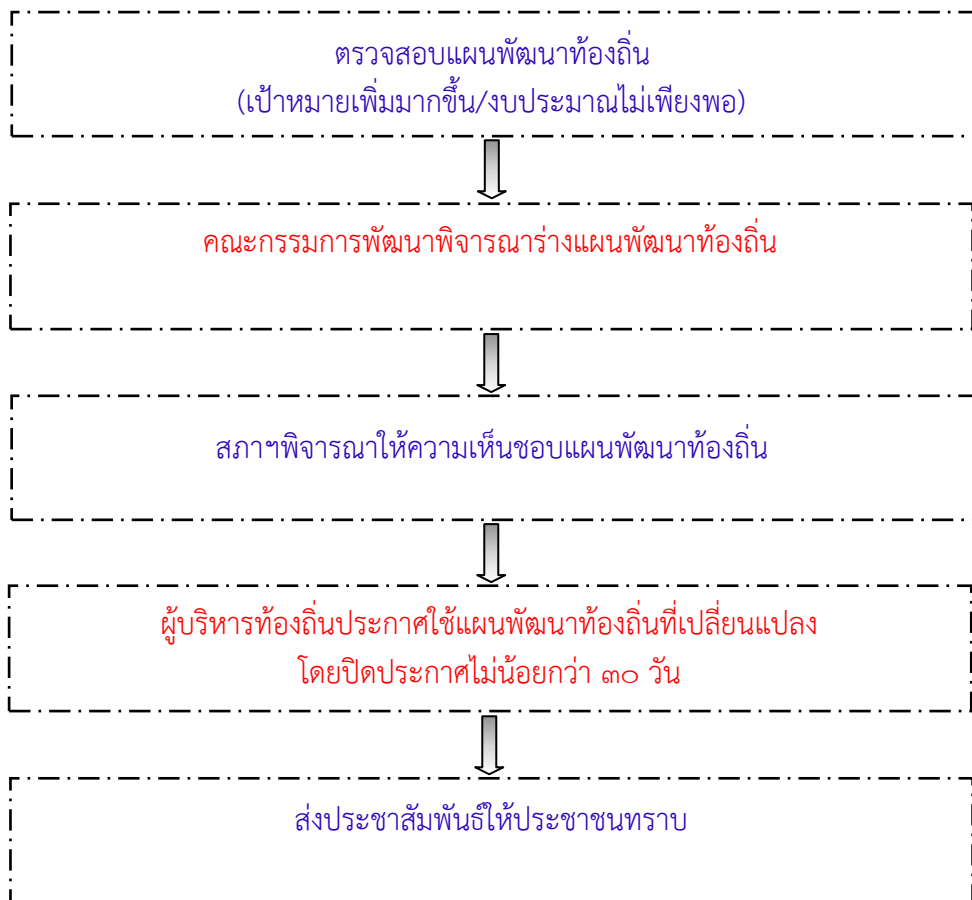 ตรวจสอบแผนพัฒนาท้องถิ่น
(เป้าหมายเพิ่มมากขึ้น/งบประมาณไม่เพียงพอ)
คณะกรรมการพัฒนาพิจารณาร่างแผนพัฒนาท้องถิ่น
สภาฯพิจารณาให้ความเห็นชอบแผนพัฒนาท้องถิ่น
ผู้บริหารท้องถิ่นประกาศใช้แผนพัฒนาท้องถิ่นที่เปลี่ยนแปลง
โดยปิดประกาศไม่น้อยกว่า ๓๐ วัน
ส่งประชาสัมพันธ์ให้ประชาชนทราบ